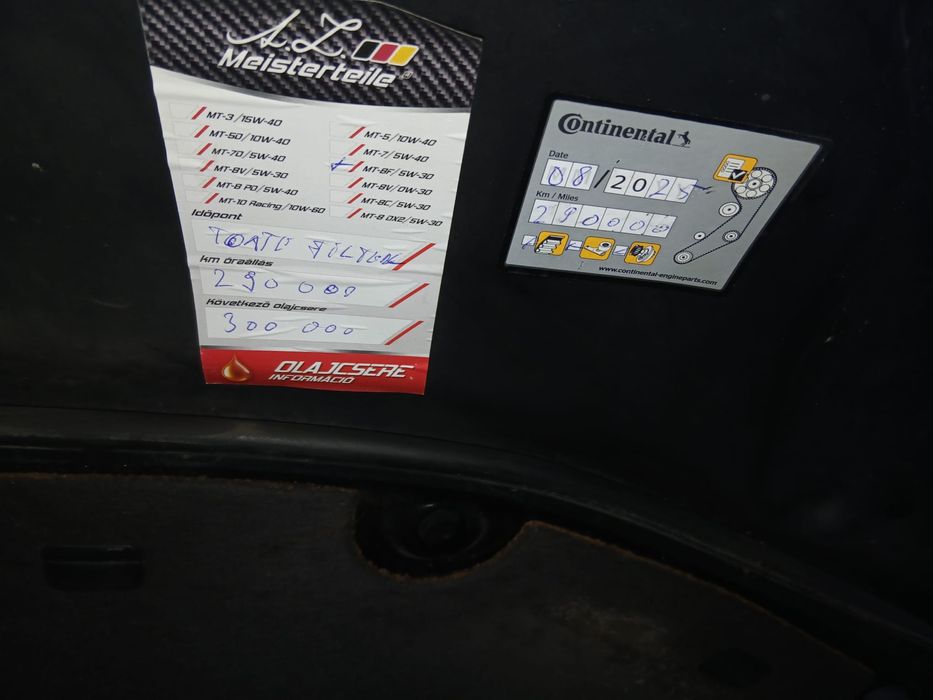 A.Z.
Meisterteile®
MT-3/15W-40
MT-5D/10W-40
MT-7D/5W-40
MT-8V/5W-30
MT-8 PD/5W-40
MT-10 Racing/10W-60
MT-5/10W-40
MT-7/5W-40
MT-8F/5W-30
MT-8V/0W-30
MT-8C/5W-30
MT-8 DX2/5W-30
Időpont
km óraállás
290 000
Következő olajcsere
300 000
OLAJCSERE
INFORMÁCIÓ
Continental
Date
08/2025
Km / Miles
290000
www.continental-engineparts.com